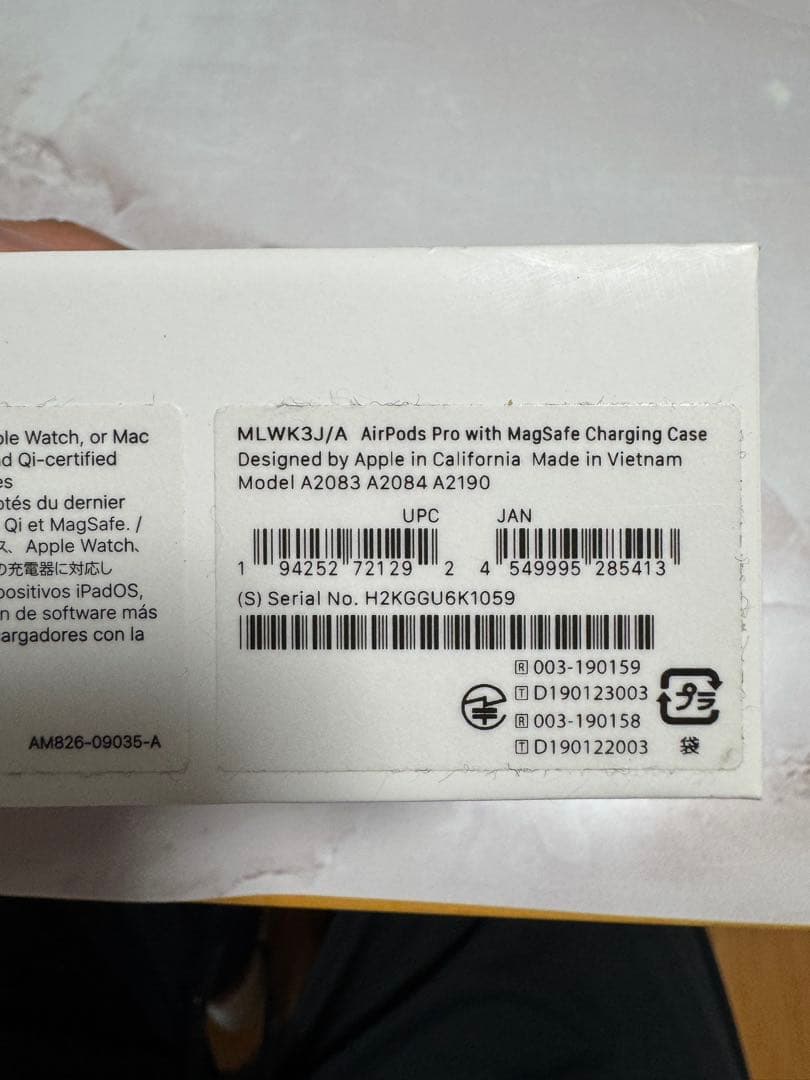 ple Watch, or Mac
nd Qi-certified
es
otés du dernier
Qi et MagSafe. /
ス、Apple Watch、
の充電器に対応し
positivos iPadOS,
n de software más
cargadores con la
AM826-09035-A
MLWK3J/A AirPods Pro with MagSafe Charging Case
Designed by Apple in California Made in Vietnam
Model A2083 A2084 A2190
UPC JAN
1 94252 72129 2 4 549995 285413
(S) Serial No. H2KGGU6K1059
R 003-190159
T D190123003
R 003-190158
T D190122003
プラ
袋